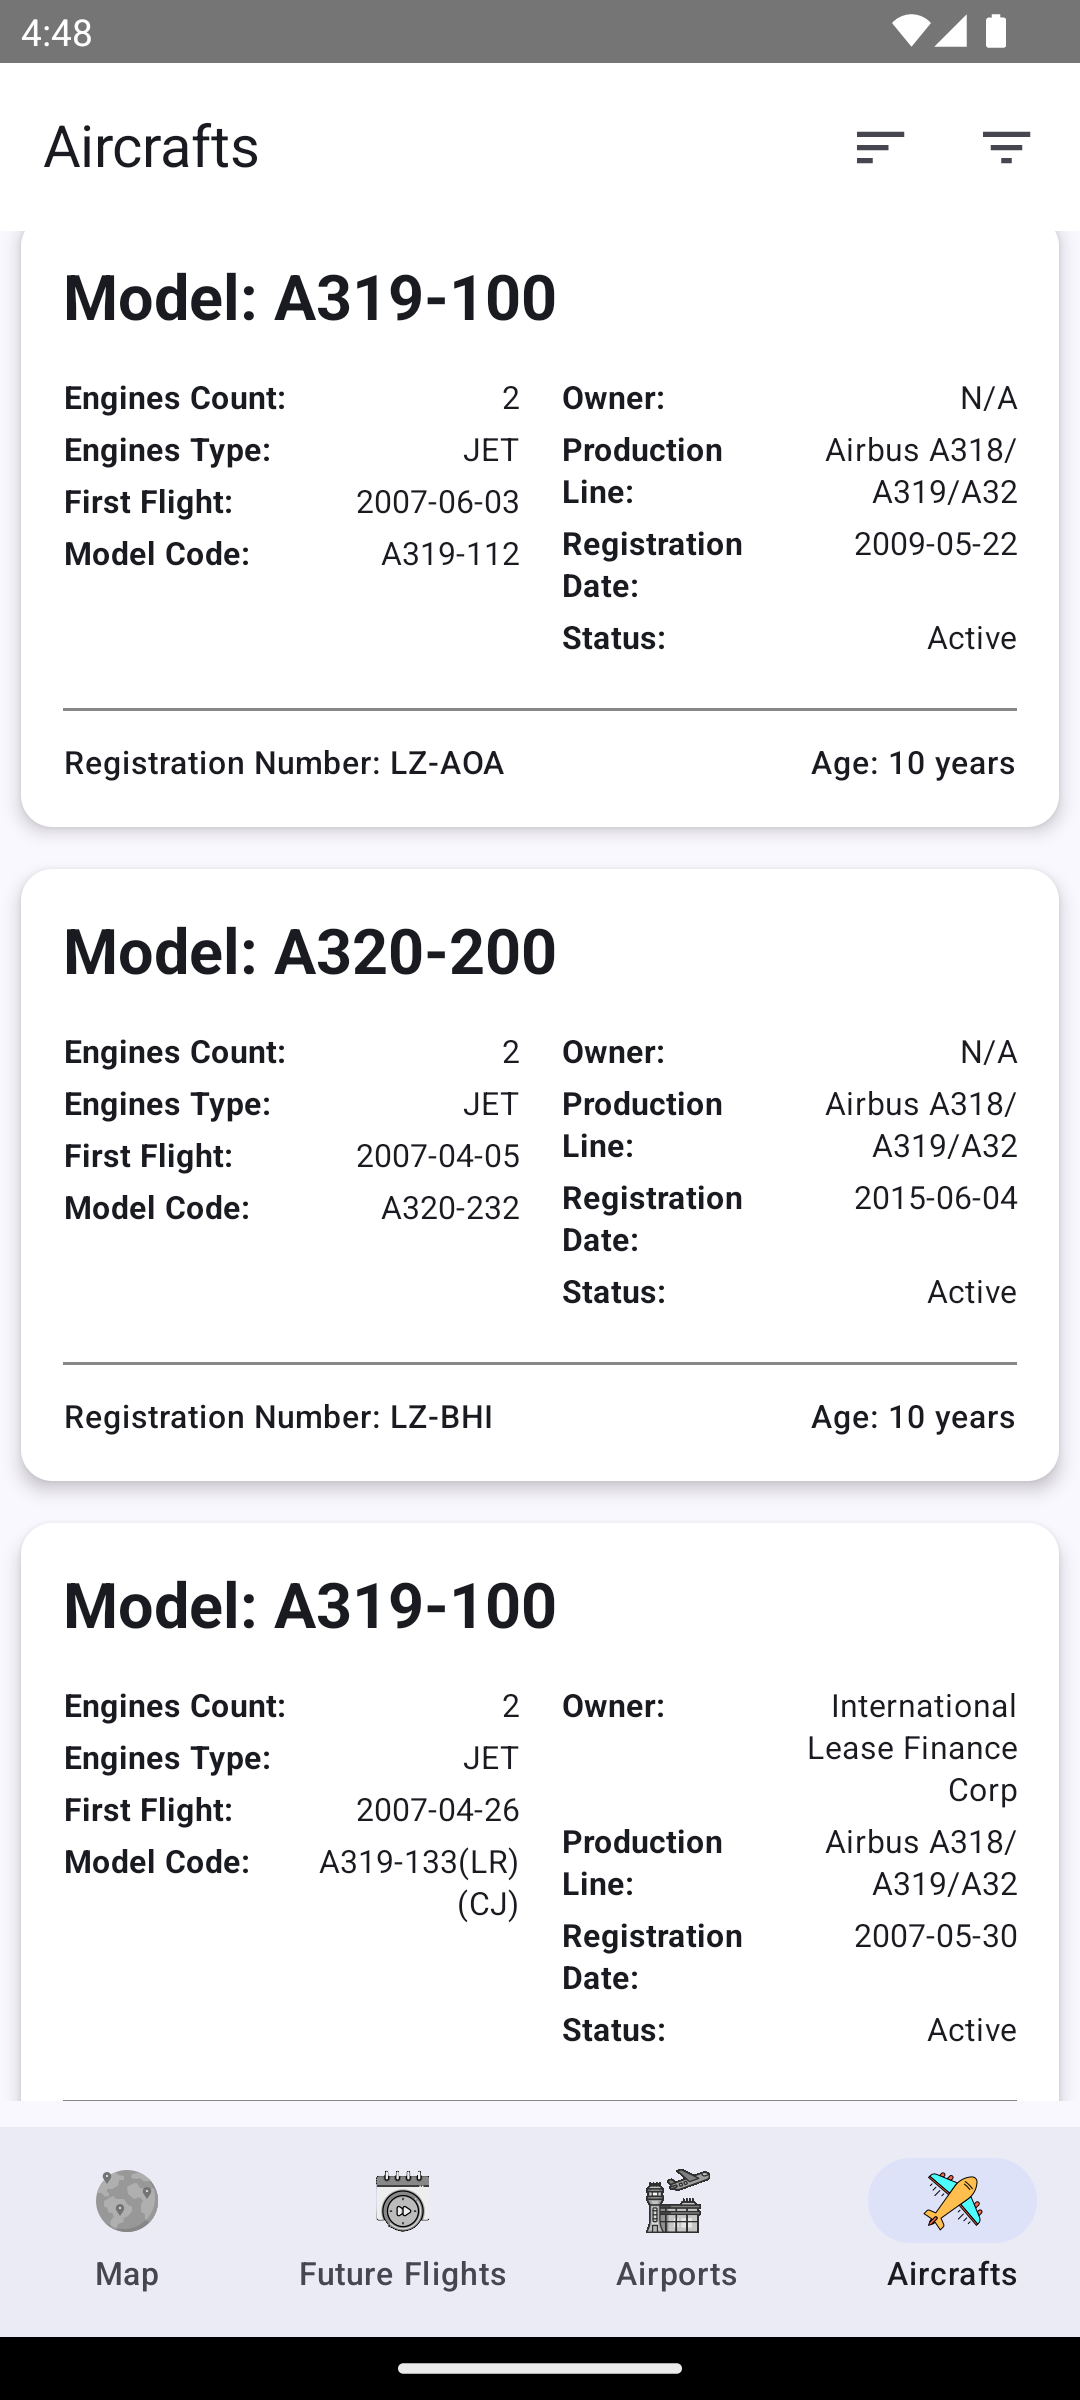 4:48
Aircrafts
Model: A319-100
Engines Count: 2
Engines Type: JET
First Flight: 2007-06-03
Model Code: A319-112
Owner: N/A
Production Airbus A318/
Line: A319/A32
Registration 2009-05-22
Date:
Status: Active
Registration Number: LZ-AOA Age: 10 years
Model: A320-200
Engines Count: 2
Engines Type: JET
First Flight: 2007-04-05
Model Code: A320-232
Owner: N/A
Production Airbus A318/
Line: A319/A32
Registration 2015-06-04
Date:
Status: Active
Registration Number: LZ-BHI Age: 10 years
Model: A319-100
Engines Count: 2
Engines Type: JET
First Flight: 2007-04-26
Model Code: A319-133(LR)
(CJ)
Owner: International
Lease Finance
Corp
Production Airbus A318/
Line: A319/A32
Registration 2007-05-30
Date:
Status: Active
Map Future Flights Airports Aircrafts